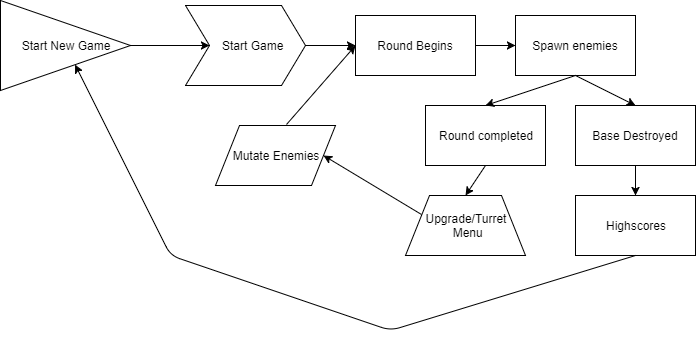 Start New Game
Start Game
Round Begins
Spawn enemies
Round completed
Base Destroyed
Mutate Enemies
Upgrade/Turret
Menu
Highscores